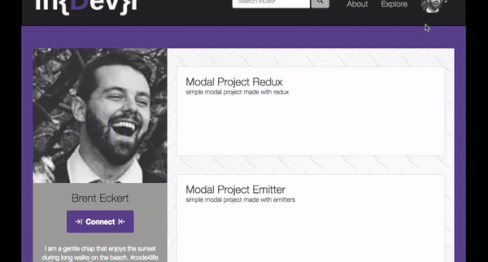 in{Dev}r
Search InDevr
About
Explore
Modal Project Redux
simple modal project made with redux
Brent Eckert
Connect
Modal Project Emitter
simple modal project made with emitters
I am a gentle chap that enjoys the sunset
during long walks on the beach. #code4life